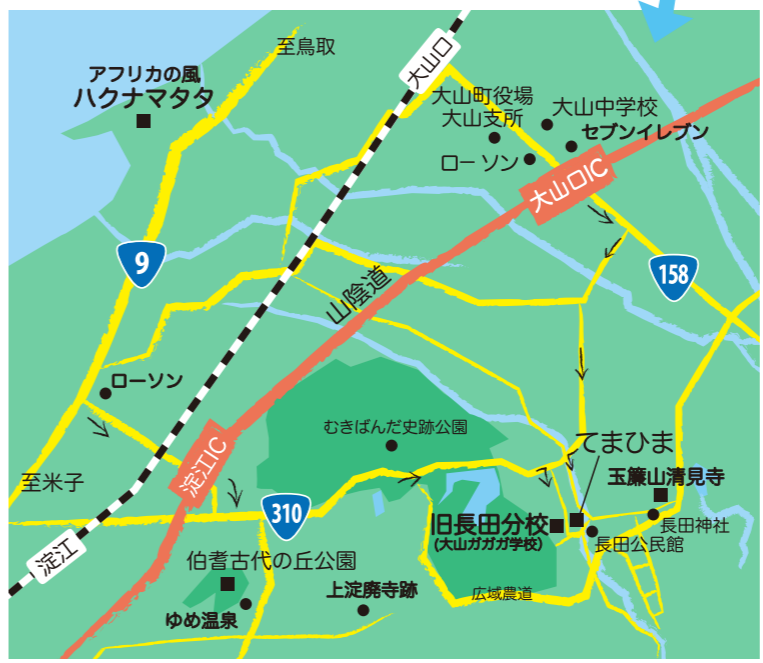 至鳥取
大山口
アフリカの風
ハクナマタタ
大山町役場
大山支所
大山中学校
セブンイレブン
ローソン
大山口IC
9
158
山陰道
ローソン
むきばんだ史跡公園
淀江IC
てまひま
至米子
玉簾山清見寺
310
旧長田分校
(大山ガガガ学校)
長田神社
長田公民館
淀江
伯耆古代の丘公園
上淀廃寺跡
広域農道
ゆめ温泉